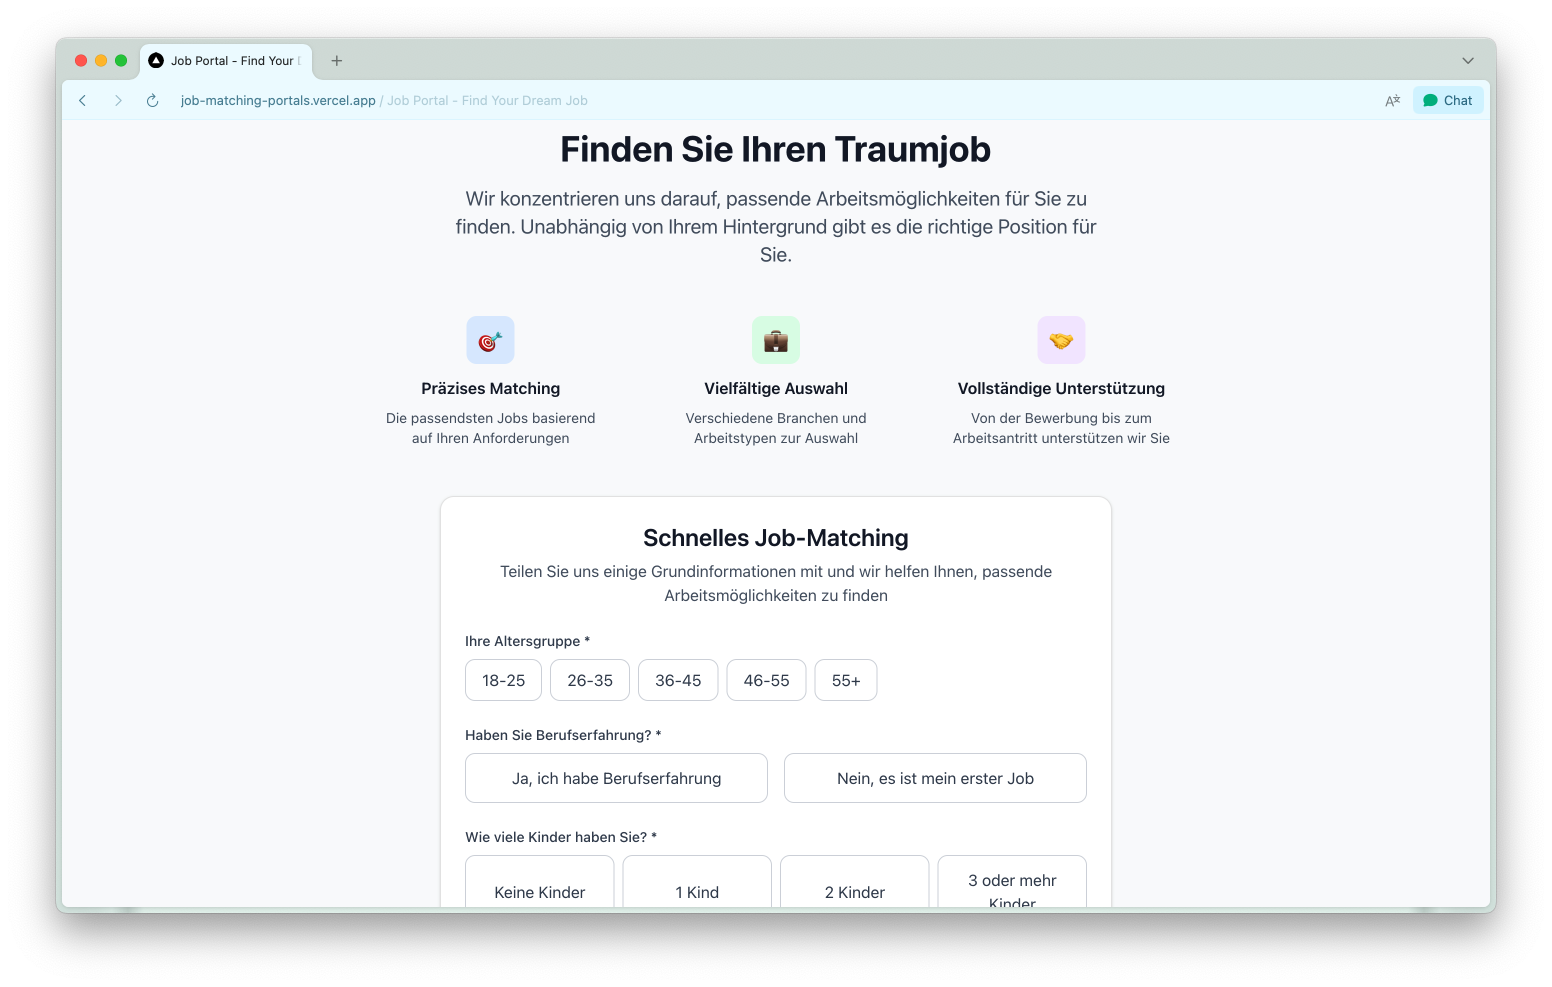 Job Portal - Find Your
job-matching-portals.vercel.app / Job Portal - Find Your Dream Job
Chat
Finden Sie Ihren Traumjob
Wir konzentrieren uns darauf, passende Arbeitsmöglichkeiten für Sie zu
finden. Unabhängig von Ihrem Hintergrund gibt es die richtige Position für
Sie.
Präzises Matching
Die passendsten Jobs basierend
auf Ihren Anforderungen
Vielfältige Auswahl
Verschiedene Branchen und
Arbeitstypen zur Auswahl
Vollständige Unterstützung
Von der Bewerbung bis zum
Arbeitsantritt unterstützen wir Sie
Schnelles Job-Matching
Teilen Sie uns einige Grundinformationen mit und wir helfen Ihnen, passende
Arbeitsmöglichkeiten zu finden
Ihre Altersgruppe *
18-25 26-35 36-45 46-55 55+
Haben Sie Berufserfahrung? *
Ja, ich habe Berufserfahrung Nein, es ist mein erster Job
Wie viele Kinder haben Sie? *
Keine Kinder 1 Kind 2 Kinder 3 oder mehr
Kinder